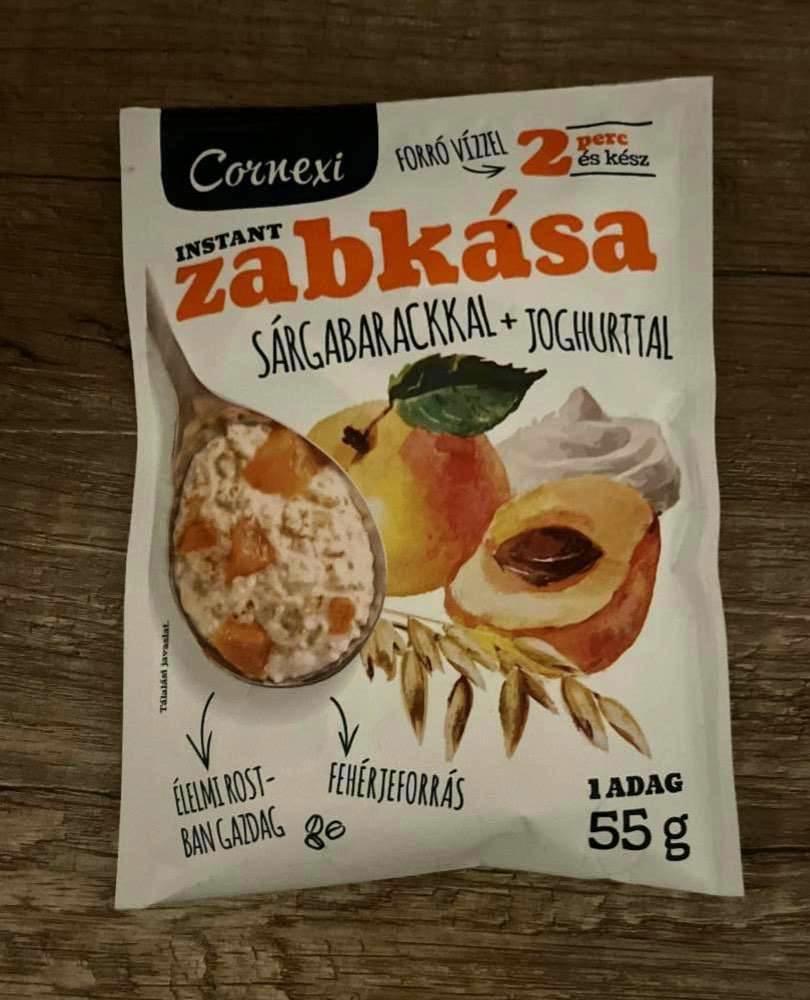 Cornexi
FORRÓ VÍZZEL
2 perc
és kész
INSTANT
zabkása
SÁRGABARACKKAL + JOGHURTTAL
Tálalási javaslat.
ÉLELMI ROST-
BAN GAZDAG
FEHÉRJEFORRÁS
1 ADAG
55 g